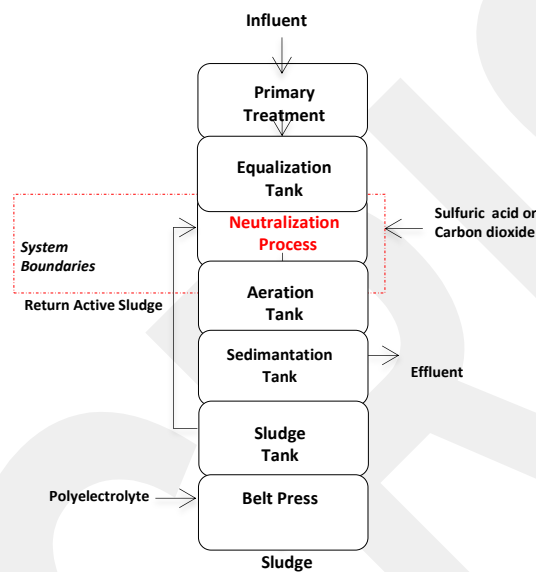 Influent
Primary
Treatment
Equalization
Tank
Neutralization
Process
Sulfuric acid or
Carbon dioxide
System
Boundaries
Return Active Sludge
Aeration
Tank
Sedimantation
Tank
Effluent
Sludge
Tank
Polyelectrolyte
Belt Press
Sludge